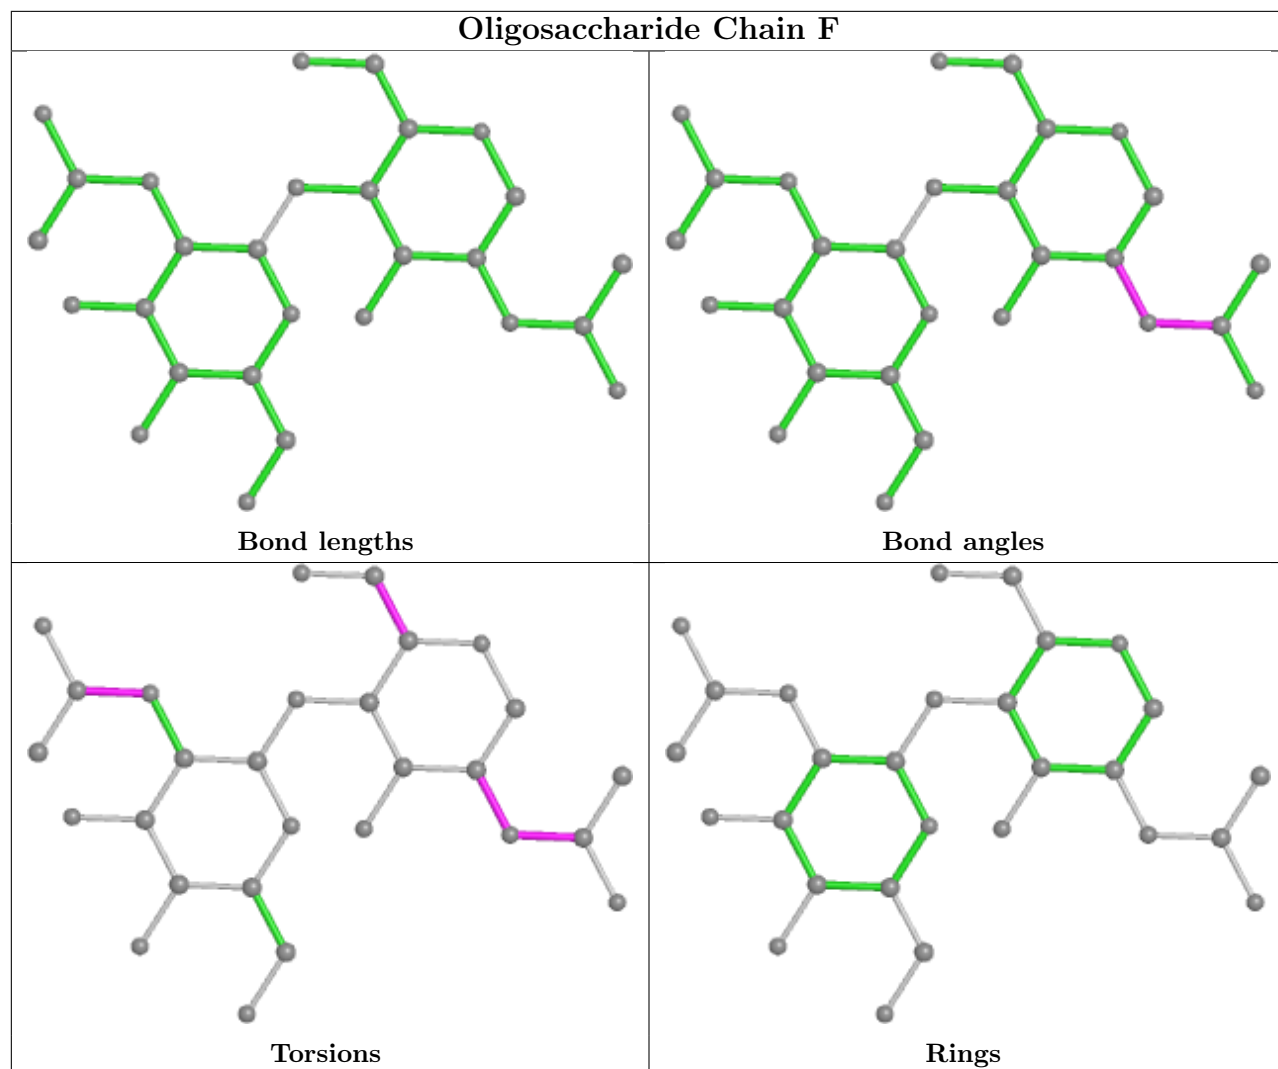 Oligosaccharide Chain F
Bond lengths
Bond angles
Torsions
Rings